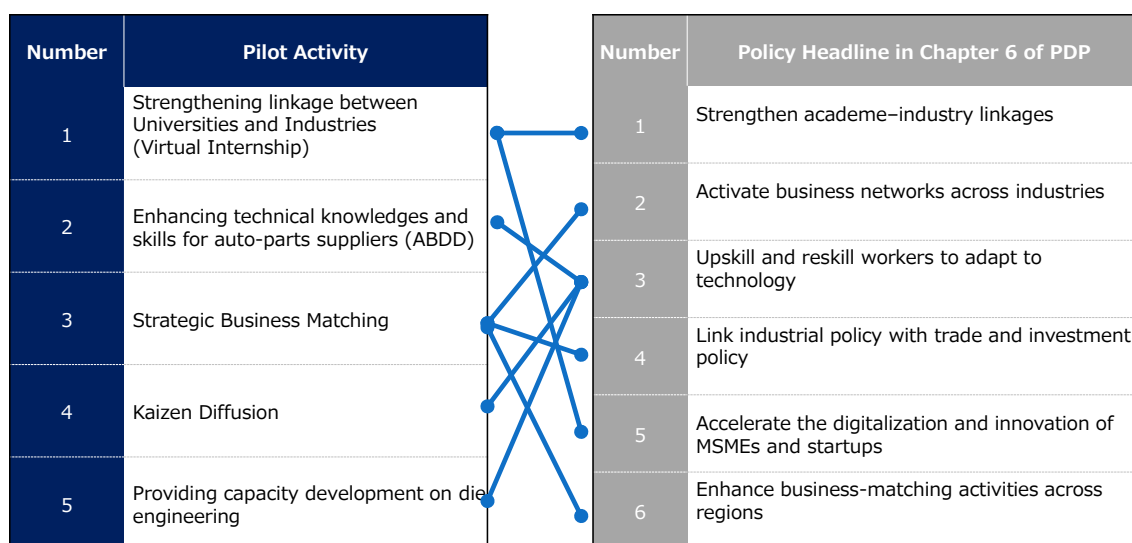 Number
Pilot Activity
1
Strengthening linkage between
Universities and Industries
(Virtual Internship)
2
Enhancing technical knowledges and
skills for auto-parts suppliers (ABDD)
3
Strategic Business Matching
4
Kaizen Diffusion
5
Providing capacity development on die
engineering
Number
Policy Headline in Chapter 6 of PDP
1
Strengthen academe–industry linkages
2
Activate business networks across industries
3
Upskill and reskill workers to adapt to
technology
4
Link industrial policy with trade and investment
policy
5
Accelerate the digitalization and innovation of
MSMEs and startups
6
Enhance business-matching activities across
regions